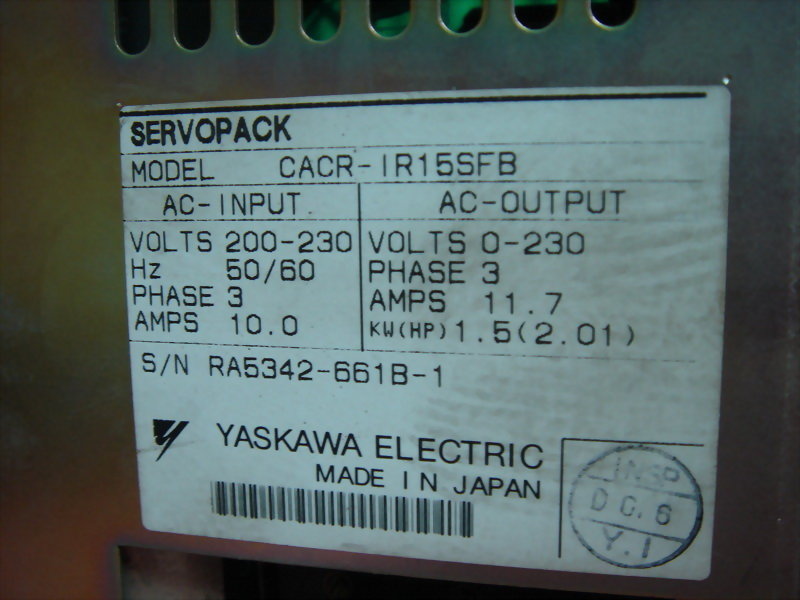 SERVOPACK
MODEL CACR-IR15SFB
AC-INPUT AC-OUTPUT
VOLTS 200-230 VOLTS 0-230
Hz 50/60 PHASE 3
PHASE 3 AMPS 11.7
AMPS 10.0 KW(HP) 1.5(2.01)
S/N RA5342-661B-1
YASKAWA ELECTRIC
MADE IN JAPAN
INSP
Y.I